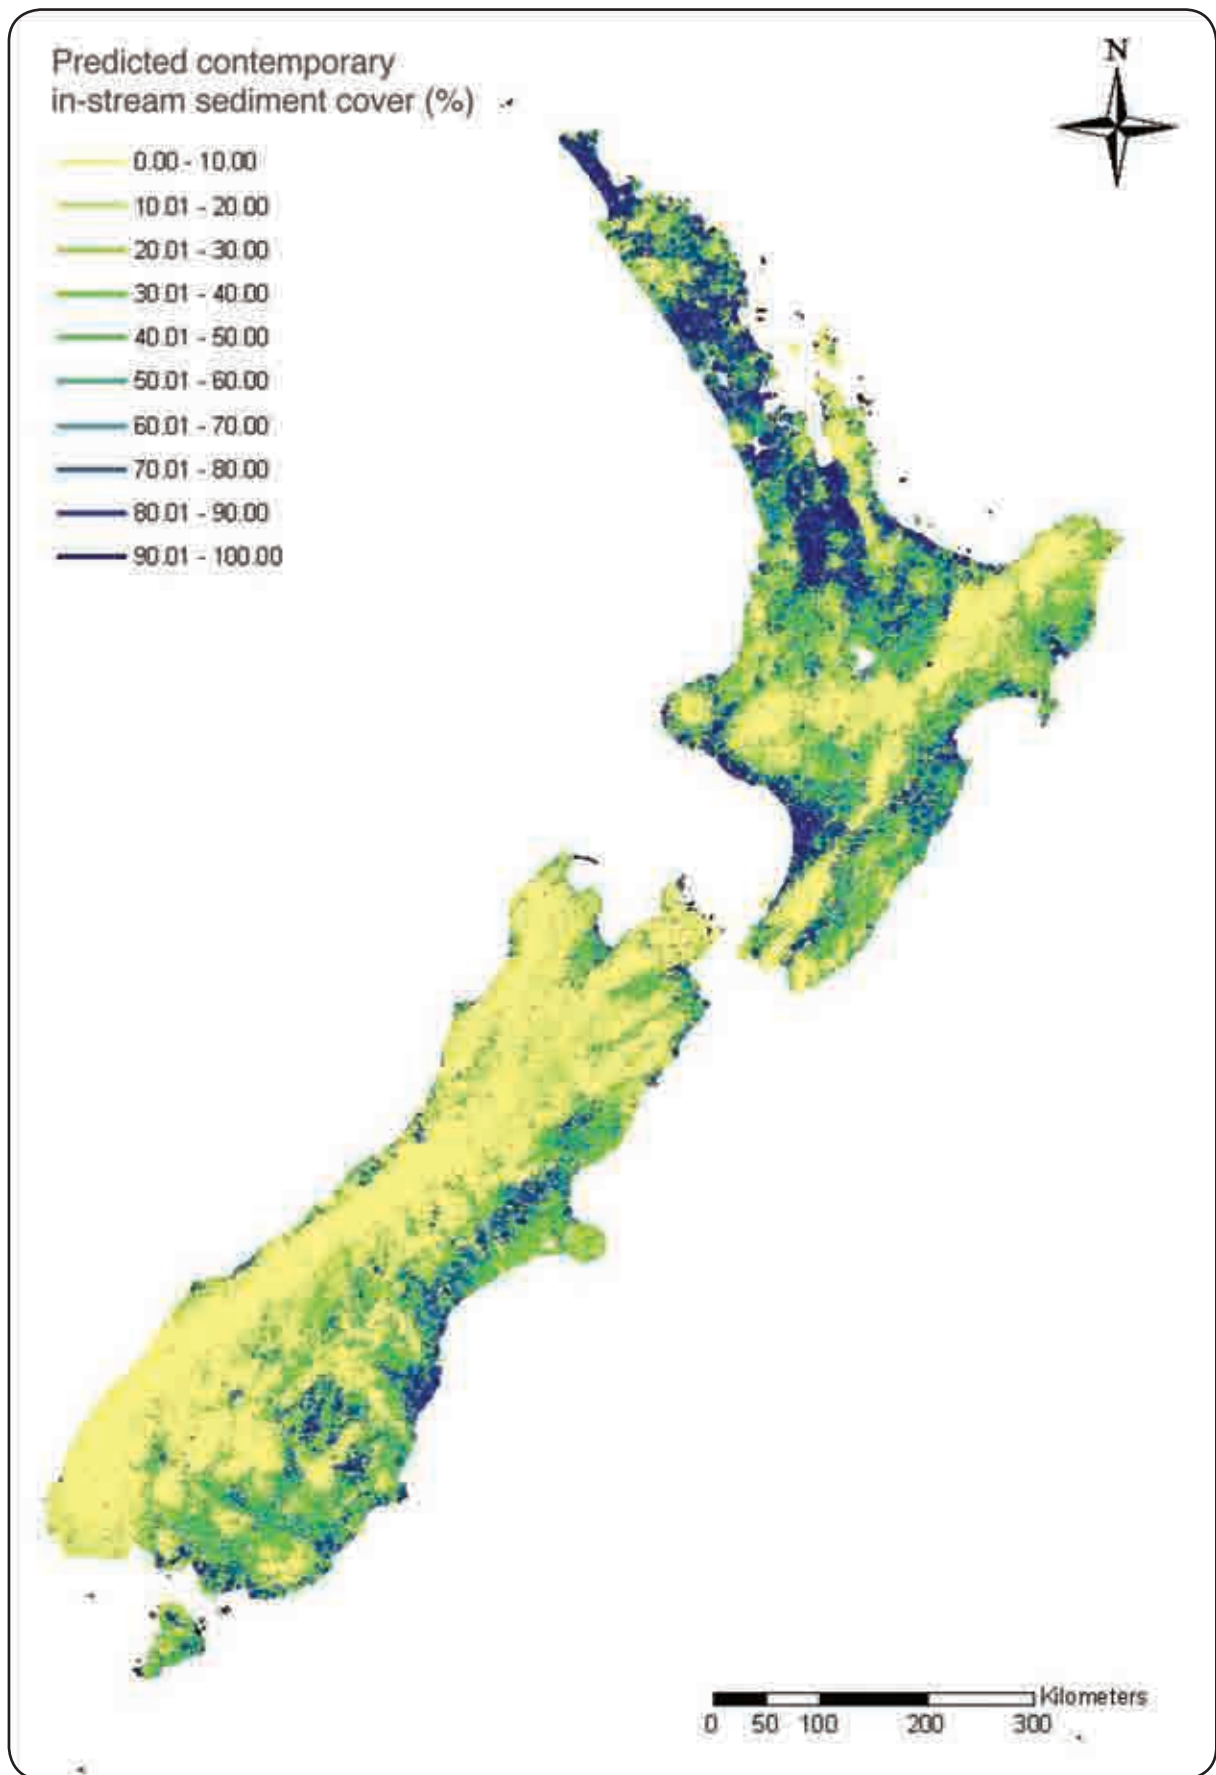 Predicted contemporary
in-stream sediment cover (%)
N
0.00 - 10.00
10.01 - 20.00
20.01 - 30.00
30.01 - 40.00
40.01 - 50.00
50.01 - 60.00
60.01 - 70.00
70.01 - 80.00
80.01 - 90.00
90.01 - 100.00
Kilometers
0 50 100 200 300